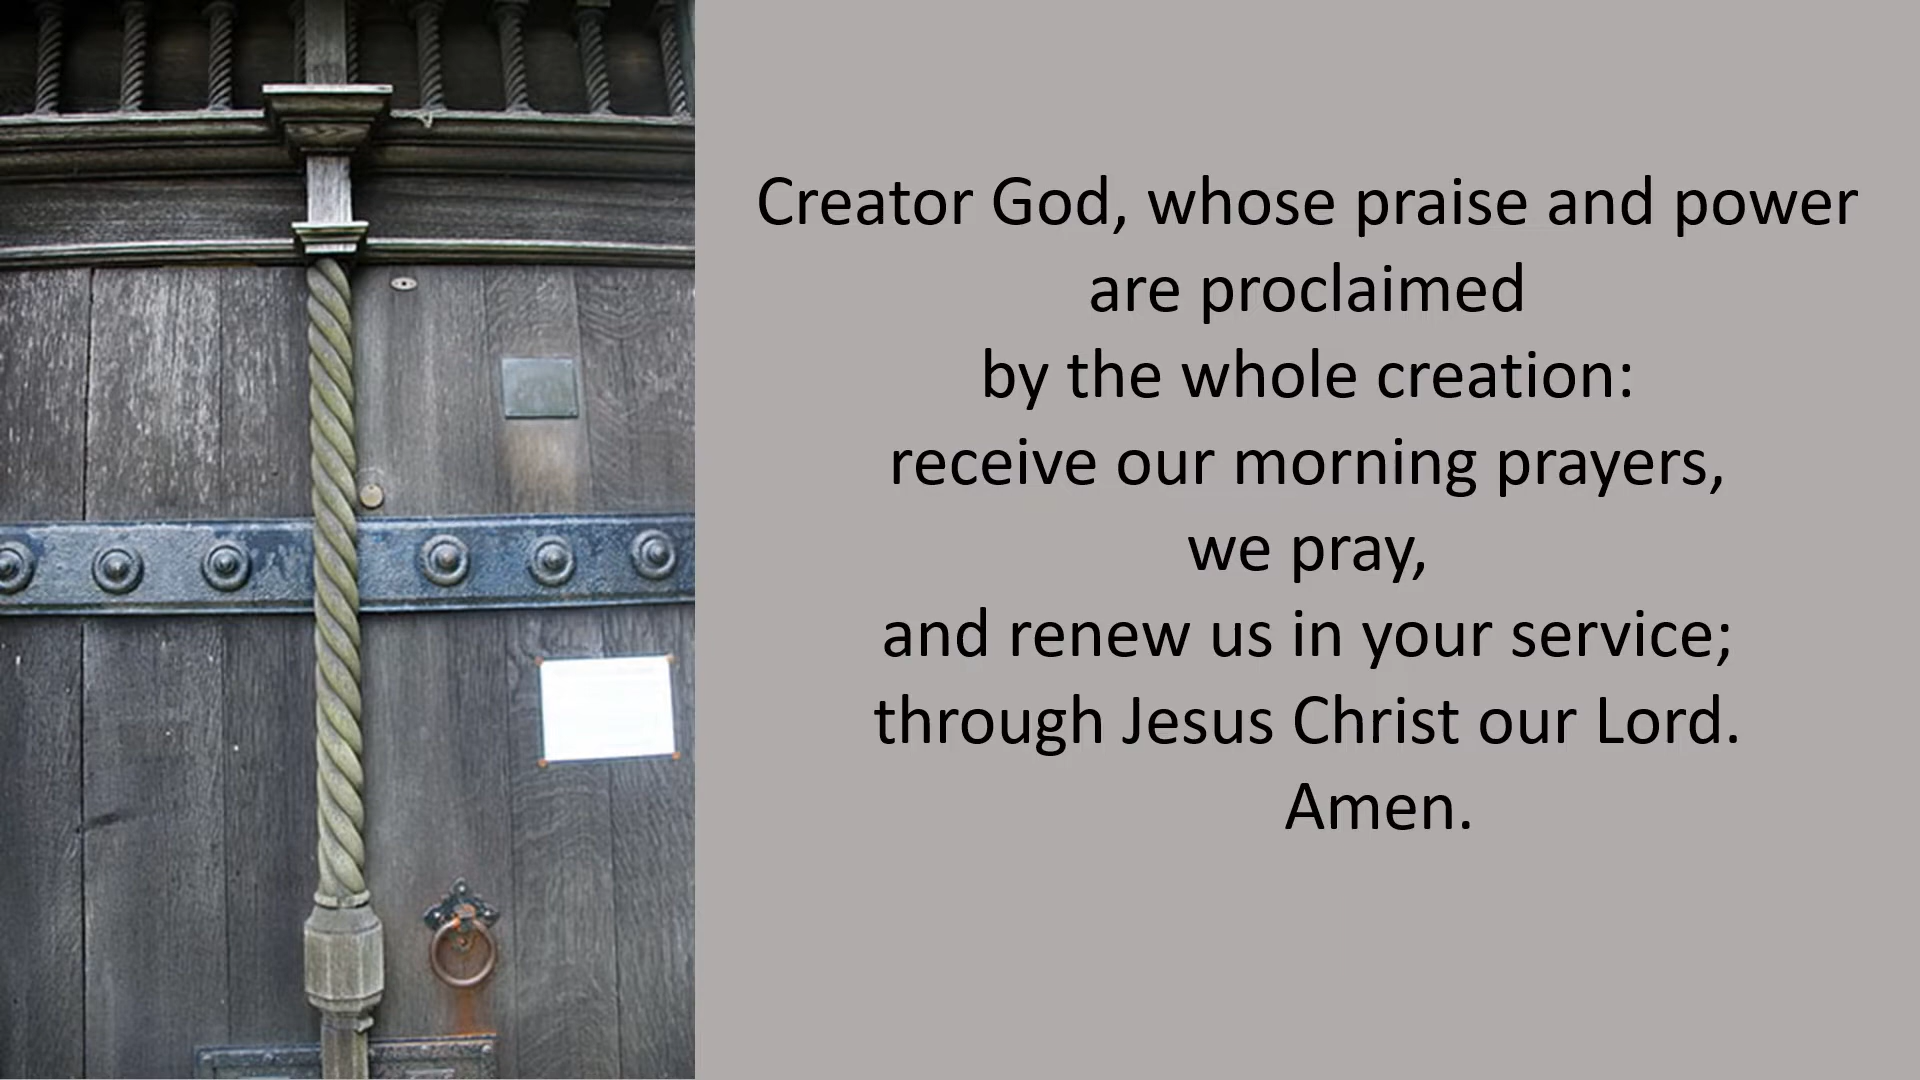 Creator God, whose praise and power
are proclaimed
by the whole creation:
receive our morning prayers,
we pray,
and renew us in your service;
through Jesus Christ our Lord.
Amen.